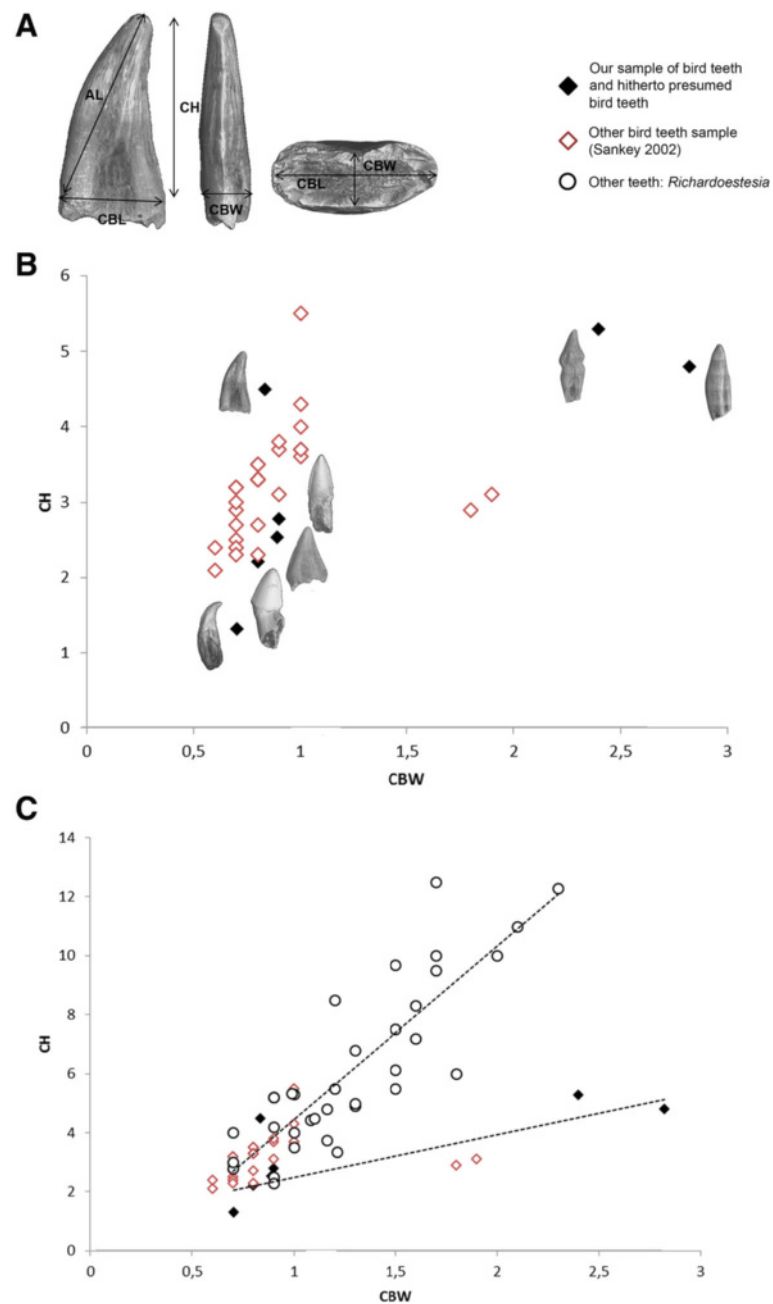 A
AL
CH
CBL
CBW
CBW
CBL
Our sample of bird teeth
and hitherto presumed
bird teeth
Other bird teeth sample
(Sankey 2002)
Other teeth: Richardoestesia
B
6
5
4
3
2
1
0
CH
0
0,5
1
1,5
2
2,5
3
CBW
C
14
12
10
8
6
4
2
0
CH
0
0,5
1
1,5
2
2,5
3
CBW